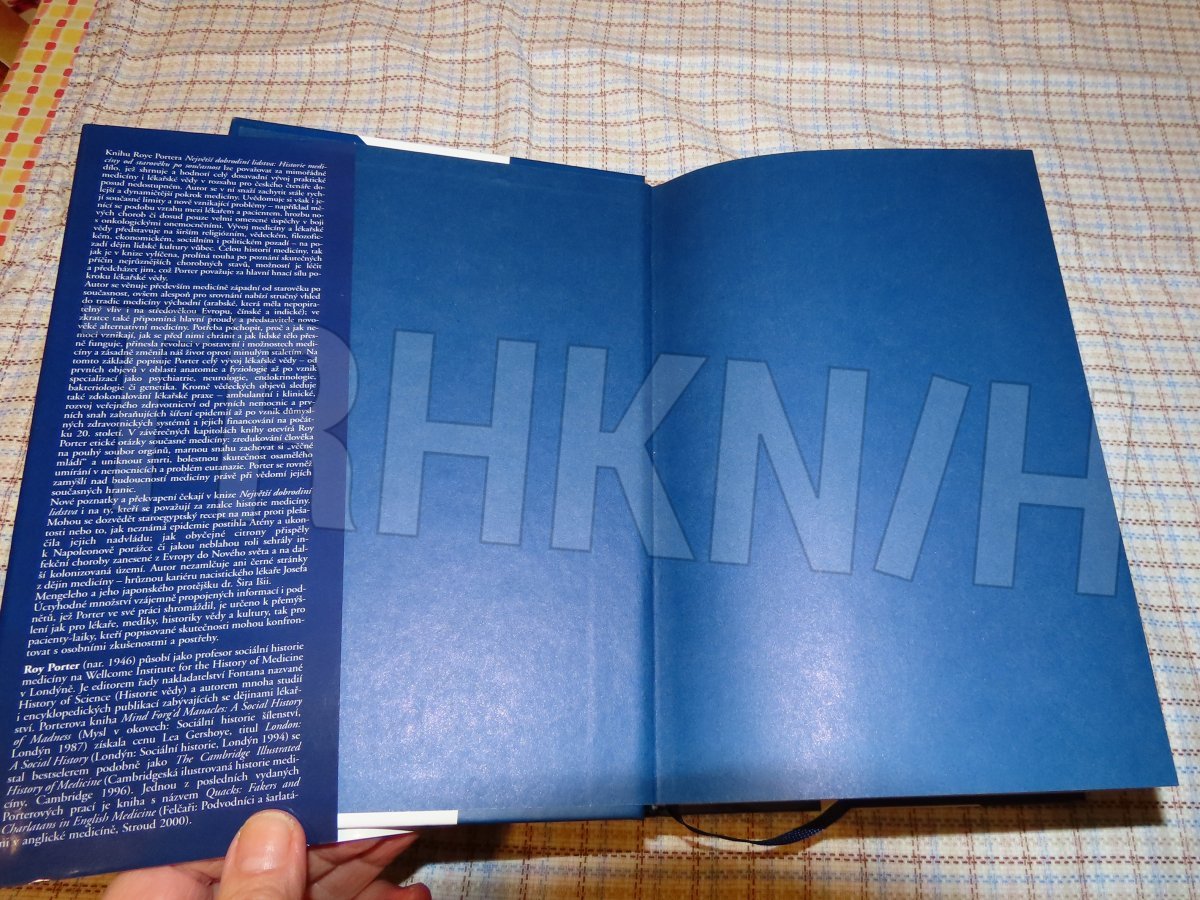 Knihu Roye Portera Největší dobrodiní lidstva: Historie medi-
cíny od starověku po současnost lze považovat za mimořádné
dílo, jež shrnuje a hodnotí celý dosavadní vývoj praktické
medicíny i lékařské vědy v rozsahu pro českého čtenáře do-
posud nedostupném. Autor se v ní snaží zachytit stále rych-
lejší a dynamičtější pokrok medicíny. Uvědomuje si však i je-
jí současné limity a nově vznikající problémy – například mě-
nící se podobu vztahu mezi lékařem a pacientem, hrozbu no-
vých chorob či dosud pouze velmi omezené úspěchy v boji
s onkologickými onemocněními. Vývoj medicíny a lékařské
vědy představuje na širším religiózním, vědeckém, filozofic-
kém, ekonomickém, sociálním i politickém pozadí – na po-
zadí dějin lidské kultury vůbec. Celou historií medicíny, tak
jak je v knize vylíčena, prolíná touha po poznání skutečných
příčin nejrůznějších chorobných stavů, možností je léčit
a předcházet jim, což Porter považuje za hlavní hnací sílu po-
kroku lékařské vědy.
Autor se věnuje především medicíně západní od starověku po
současnost, ovšem alespoň pro srovnání nabízí stručný vhled
do tradic medicíny východní (arabské, která měla nepopira-
telný vliv i na středověkou Evropu, čínské a indické); ve
zkratce také připomíná hlavní proudy a představitele novo-
věké alternativní medicíny. Potřeba pochopit, proč a jak ne-
moci vznikají, jak se před nimi chránit a jak lidské tělo přes-
ně funguje, přinesla revoluci v postavení i možnostech medi-
cíny a zásadně změnila náš život oproti minulým staletím. Na
tomto základě popisuje Porter celý vývoj lékařské vědy – od
prvních objevů v oblasti anatomie a fyziologie až po vznik
specializací jako psychiatrie, neurologie, endokrinologie,
bakteriologie či genetika. Kromě vědeckých objevů sleduje
také zdokonalování lékařské praxe – ambulantní i klinické,
rozvoj veřejného zdravotnictví od prvních nemocnic a prv-
ních snah zabraňujících šíření epidemií až po vznik důmysl-
ných zdravotnických systémů a jejich financování na počát-
ku 20. století. V závěrečných kapitolách knihy otevírá Roy
Porter etické otázky současné medicíny: zredukování člověka
na pouhý soubor orgánů, marnou snahu zachovat si „věčné
mládí“ a uniknout smrti, bolestnou skutečnost osamělého
umírání v nemocnicích a problém eutanazie. Porter se rovněž
zamýšlí nad budoucností medicíny právě při vědomí jejích
současných hranic.
Nové poznatky a překvapení čekají v knize Největší dobrodiní
lidstva i na ty, kteří se považují za znalce historie medicíny.
Mohou se dozvědět staroegyptský recept na mast proti pleša-
tosti nebo to, jak neznámá epidemie postihla Atény a ukon-
čila jejich nadvládu; jak obyčejné citrony přispěly
k Napoleonově porážce či jakou neblahou roli sehrály in-
fekční choroby zanesené z Evropy do Nového světa a na dal-
ší kolonizovaná území. Autor nezamlčuje ani černé stránky
z dějin medicíny – hrůznou kariéru nacistického lékaře Josefa
Mengeleho a jeho japonského protějšku dr. Šira Išii.
Úctyhodné množství vzájemně propojených informací i pod-
nětů, jež Porter ve své práci shromáždil, je určeno k přemýš-
lení jak pro lékaře, mediky, historiky vědy a kultury, tak pro
pacienty-laiky, kteří popisované skutečnosti mohou konfron-
tovat s osobními zkušenostmi a postřehy.
Roy Porter (nar. 1946) působí jako profesor sociální historie
medicíny na Wellcome Institute for the History of Medicine
v Londýně. Je editorem řady nakladatelství Fontana nazvané
History of Science (Historie vědy) a autorem mnoha studií
i encyklopedických publikací zabývajících se dějinami lékař-
ství. Porterova kniha Mind Forg'd Manacles: A Social History
of Madness (Mysl v okovech: Sociální historie šílenství,
Londýn 1987) získala cenu Lea Gershoye, titul London:
A Social History (Londýn: Sociální historie, Londýn 1994) se
stal bestselerem podobně jako The Cambridge Illustrated
History of Medicine (Cambridgeská ilustrovaná historie medi-
cíny, Cambridge 1996). Jednou z posledních vydaných
Porterových prací je kniha s názvem Quacks: Fakers and
Charlatans in English Medicine (Felčaři: Podvodníci a šarlatá-
ni v anglické medicíně, Stroud 2000).
RHKN/H